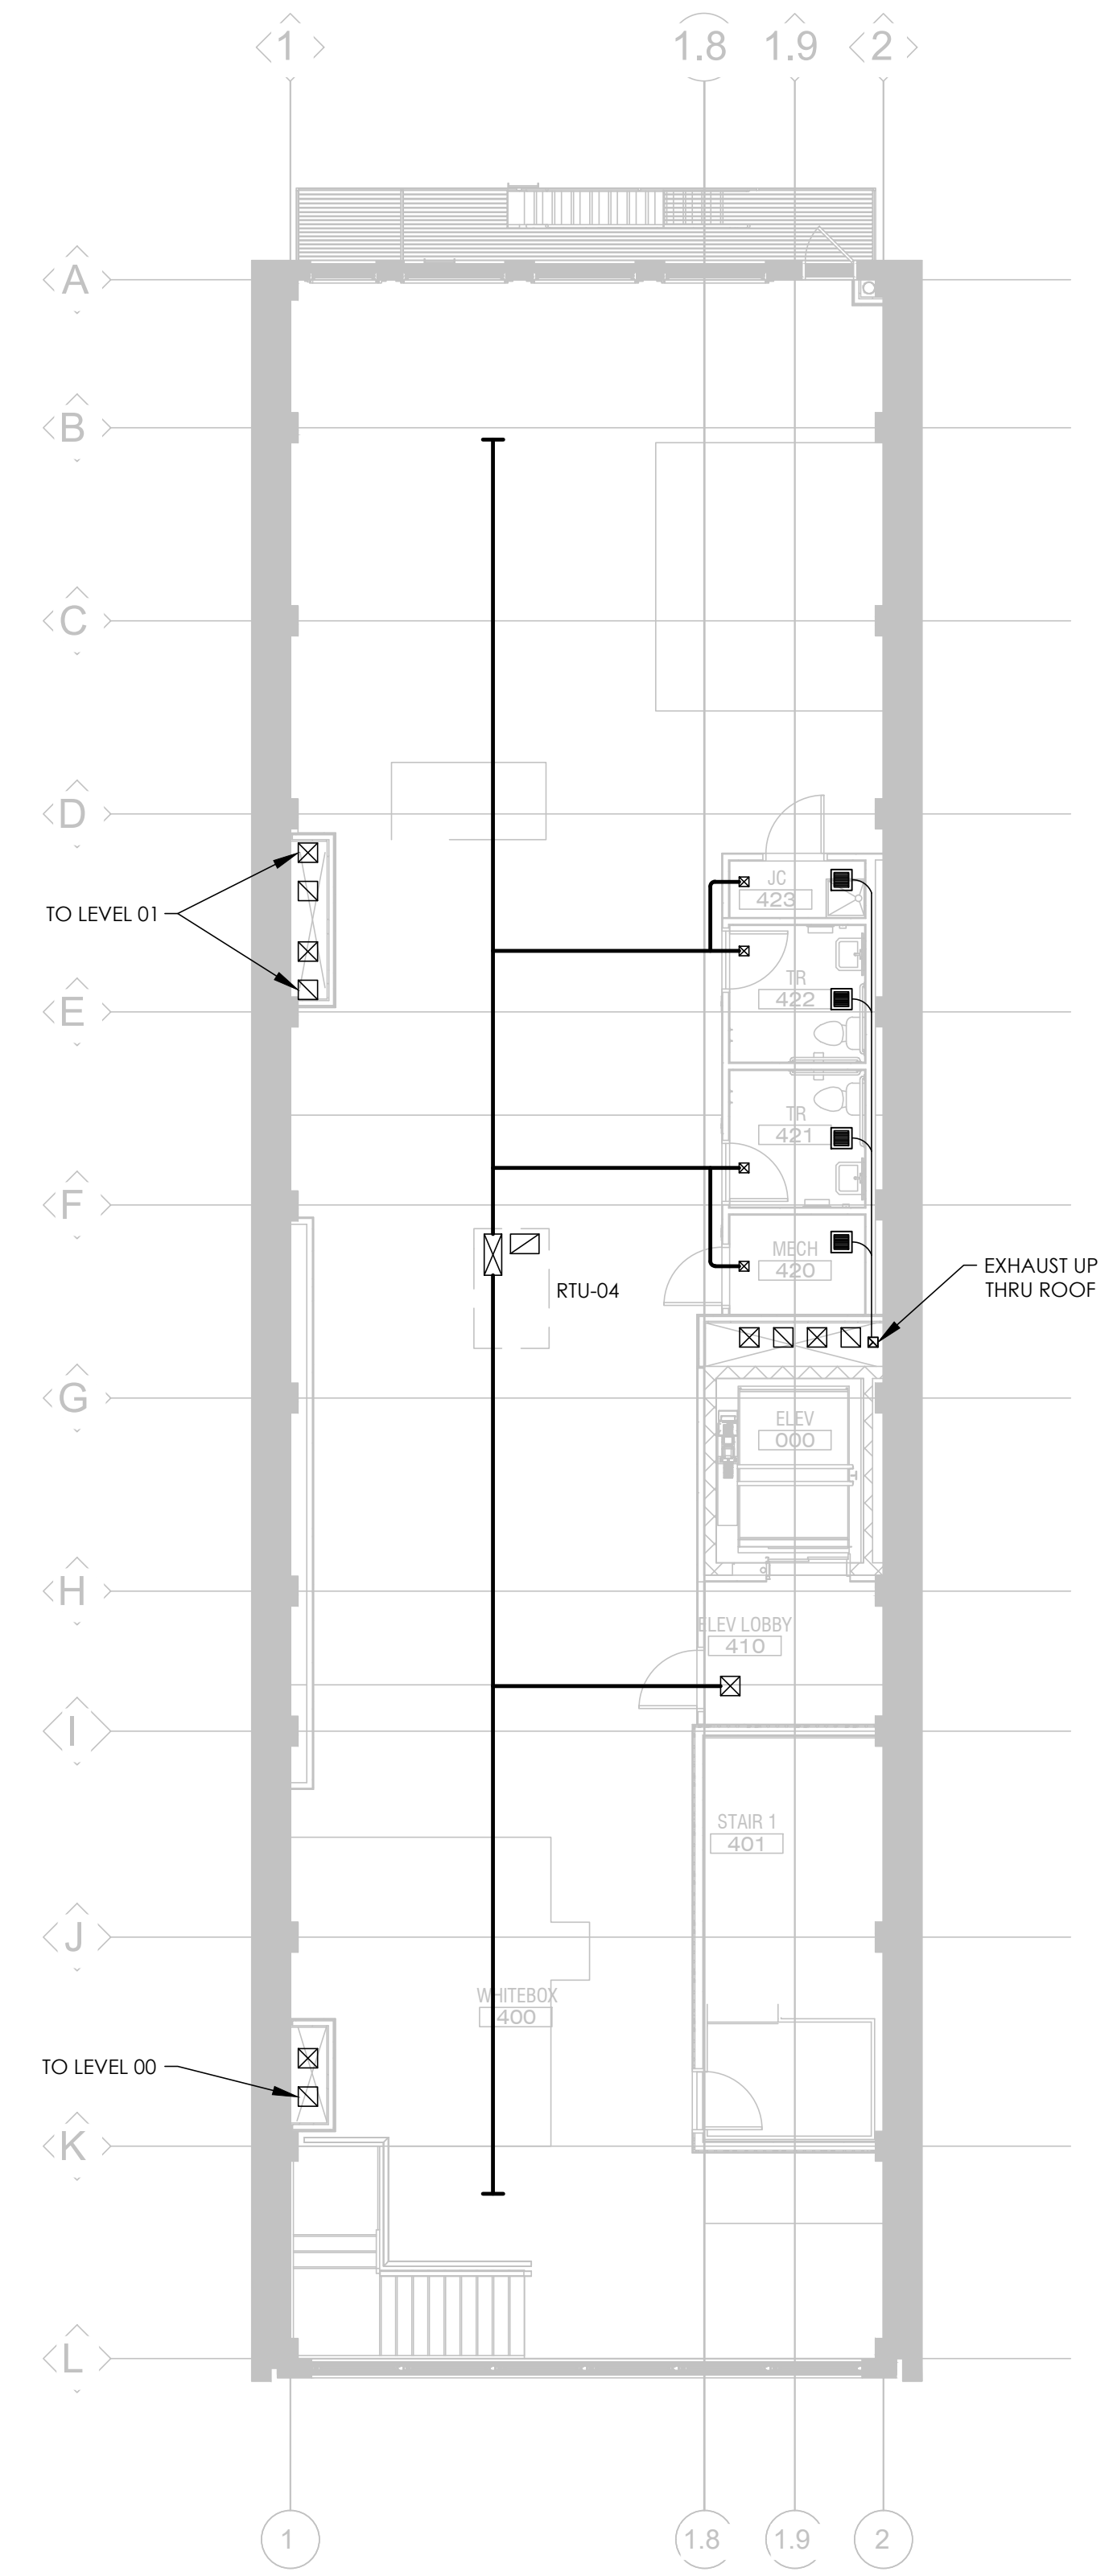 1
1.8
1.9
2
A
B
C
D
JC
423
TO LEVEL 01
TR
422
E
TR
421
F
MECH
420
EXHAUST UP
THRU ROOF
RTU-04
G
ELEV
000
H
ELEV LOBBY
410
I
STAIR 1
401
J
WHITEBOX
400
TO LEVEL 00
K
L
1
1.8
1.9
2